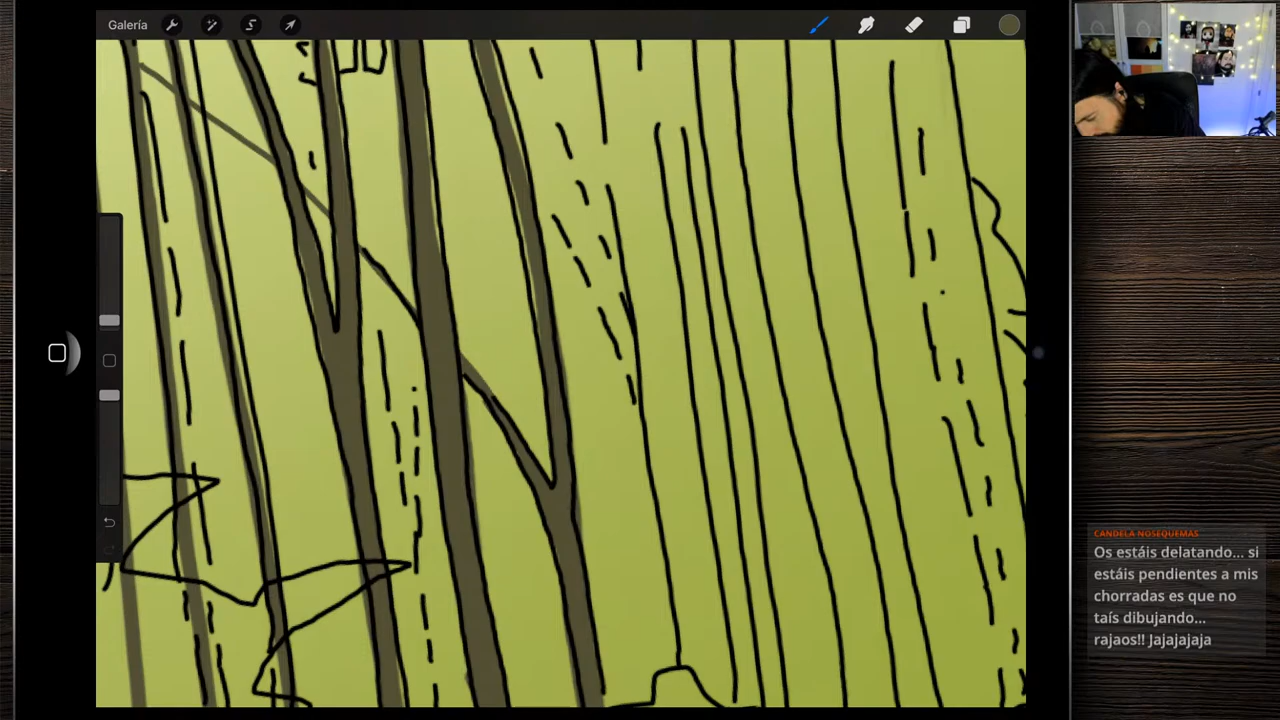 Galería
CANDELA NOSEQUEMAS
Os estáis delatando... si
estáis pendientes a mis
chorradas es que no
taís dibujando...
rajaos!! Jajajajaja